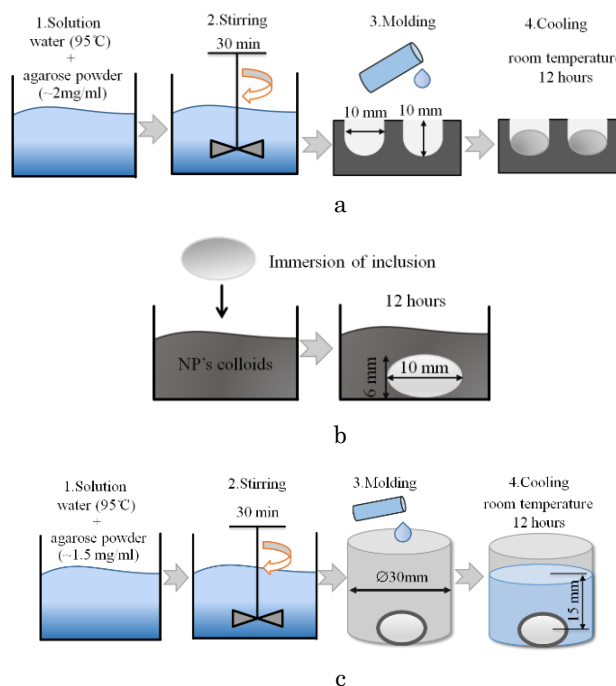 1.Solution
water (95℃)
+
agarose powder
(~2mg/ml)
2.Stirring
30 min
3.Molding
10 mm
10 mm
4.Cooling
room temperature
12 hours
a
Immersion of inclusion
NP's colloids
12 hours
6 mm
10 mm
b
1.Solution
water (95℃)
+
agarose powder
(~1.5 mg/ml)
2.Stirring
30 min
3.Molding
Ø30mm
4.Cooling
room temperature
12 hours
15 mm
c